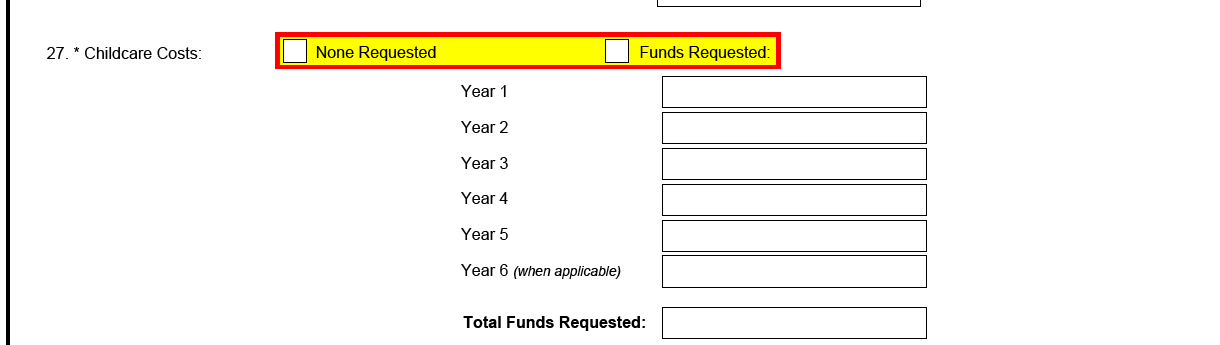 27. * Childcare Costs: None Requested Funds Requested:
Year 1
Year 2
Year 3
Year 4
Year 5
Year 6 (when applicable)
Total Funds Requested: